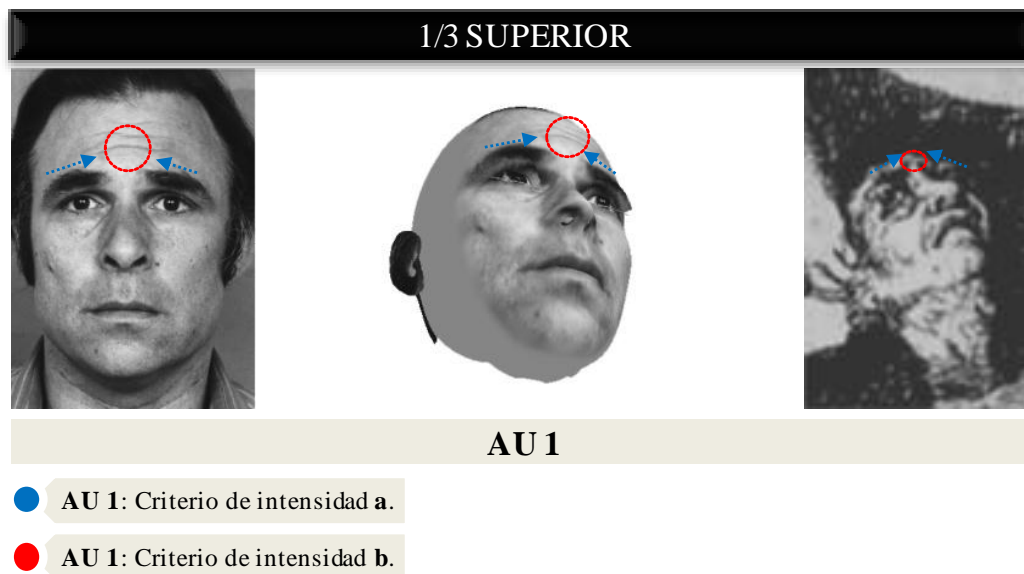 1/3 SUPERIOR
AU 1
AU 1: Criterio de intensidad a.
AU 1: Criterio de intensidad b.